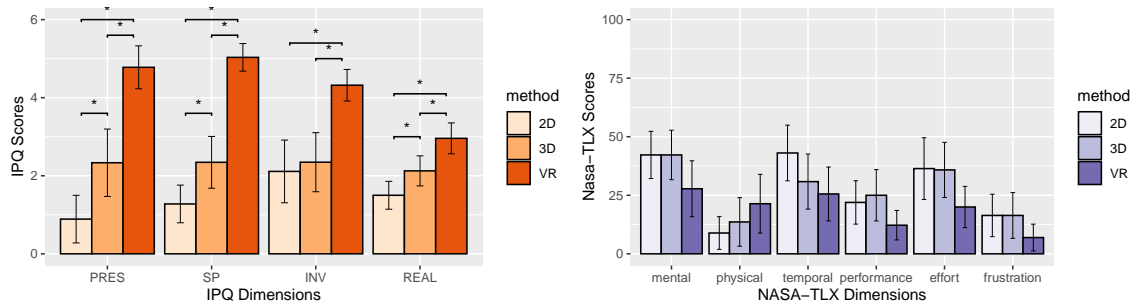 6
4
2
0
IPQ Scores
* * * * * * * * * * *
PRES SP INV REAL
IPQ Dimensions
method
2D
3D
VR
100
75
50
25
0
Nasa−TLX Scores
mental physical temporal performance effort frustration
NASA−TLX Dimensions
method
2D
3D
VR